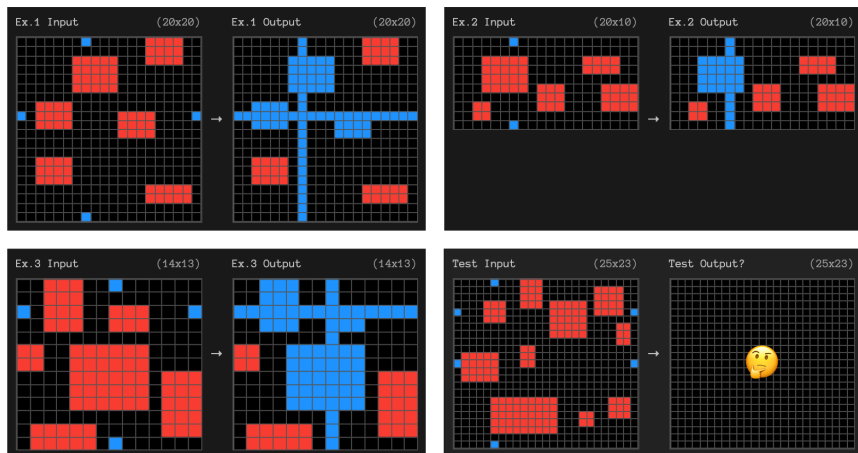 Ex.1 Input (20x20) Ex.1 Output (20x20)
→
Ex.2 Input (20x10) Ex.2 Output (20x10)
→
Ex.3 Input (14x13) Ex.3 Output (14x13)
→
Test Input (25x23) Test Output? (25x23)
→